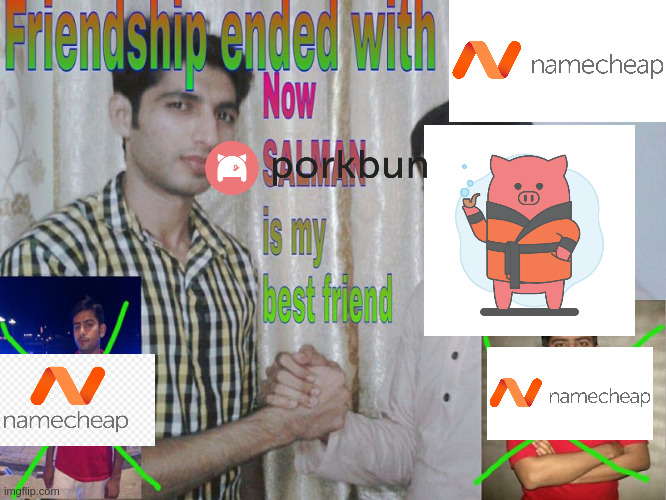 Friendship ended with
namecheap
Now
SALMAN
porkbun
is my
best friend
namecheap
namecheap
imgflip.com